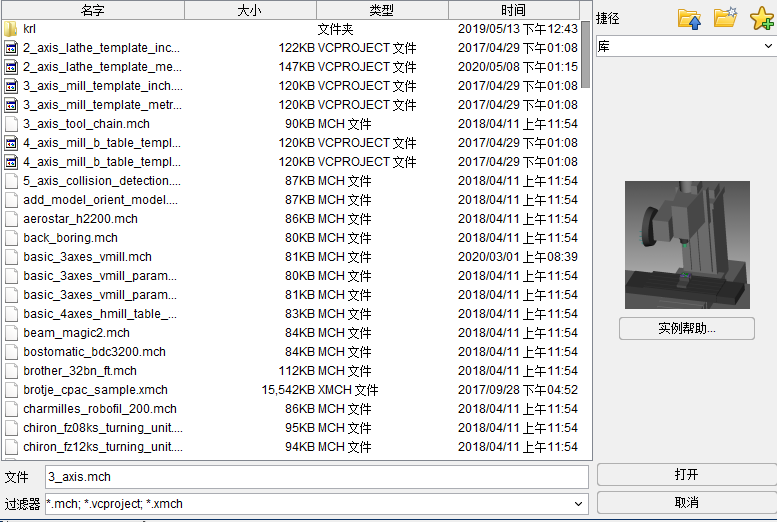 名字 大小 类型 时间
krl 文件夹 2019/05/13 下午12:43
2_axis_lathe_template_inc... 122KB VCPROJECT 文件 2017/04/29 下午01:08
2_axis_lathe_template_me... 147KB VCPROJECT 文件 2020/05/08 下午01:15
3_axis_mill_template_inch.... 120KB VCPROJECT 文件 2017/04/29 下午01:08
3_axis_mill_template_metr... 120KB VCPROJECT 文件 2017/04/29 下午01:08
3_axis_tool_chain.mch 90KB MCH 文件 2018/04/11 上午11:54
4_axis_mill_b_table_templ... 120KB VCPROJECT 文件 2017/04/29 下午01:08
4_axis_mill_b_table_templ... 120KB VCPROJECT 文件 2017/04/29 下午01:08
5_axis_collision_detection.... 87KB MCH 文件 2018/04/11 上午11:54
add_model_orient_model.... 87KB MCH 文件 2018/04/11 上午11:54
aerostar_h2200.mch 86KB MCH 文件 2018/04/11 上午11:54
back_boring.mch 80KB MCH 文件 2018/04/11 上午11:54
basic_3axes_vmill.mch 81KB MCH 文件 2020/03/01 上午08:39
basic_3axes_vmill_param... 80KB MCH 文件 2018/04/11 上午11:54
basic_3axes_vmill_param... 81KB MCH 文件 2018/04/11 上午11:54
basic_4axes_hmill_table_... 83KB MCH 文件 2018/04/11 上午11:54
beam_magic2.mch 84KB MCH 文件 2018/04/11 上午11:54
bostomatic_bdc3200.mch 84KB MCH 文件 2018/04/11 上午11:54
brother_32bn_ft.mch 112KB MCH 文件 2018/04/11 上午11:54
brotje_cpac_sample.xmch 15,542KB XMCH 文件 2017/09/28 下午04:52
charmilles_robofil_200.mch 86KB MCH 文件 2018/04/11 上午11:54
chiron_fz08ks_turning_unit.... 95KB MCH 文件 2018/04/11 上午11:54
chiron_fz12ks_turning_unit.... 94KB MCH 文件 2018/04/11 上午11:54
文件 3_axis.mch
过滤器 *.mch; *.vcproject; *.xmch
捷径
库
实例帮助...
打开
取消